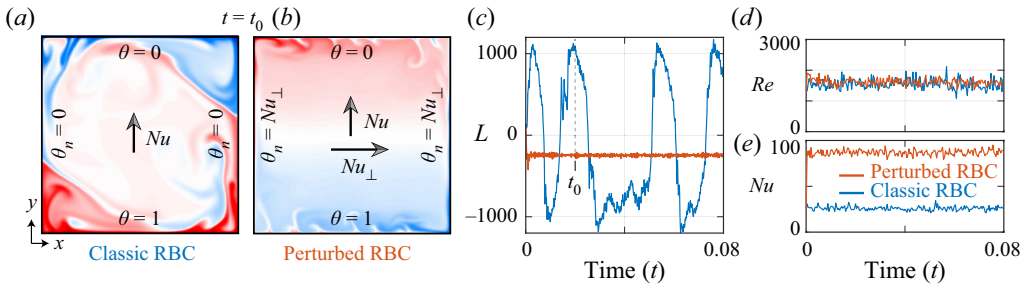 (a)
t = t₀
(b)
θ = 0
θₙ = 0
Nu
θₙ = 0
θ = 1
y
x
Classic RBC
θ = 0
θₙ = Nu⊥
Nu
Nu⊥
θₙ = Nu⊥
θ = 1
Perturbed RBC
(c)
1000
L
0
−1000
t₀
0
0.08
Time (t)
(d)
3000
Re
0
(e)
100
Nu
Perturbed RBC
Classic RBC
0
0
0.08
Time (t)